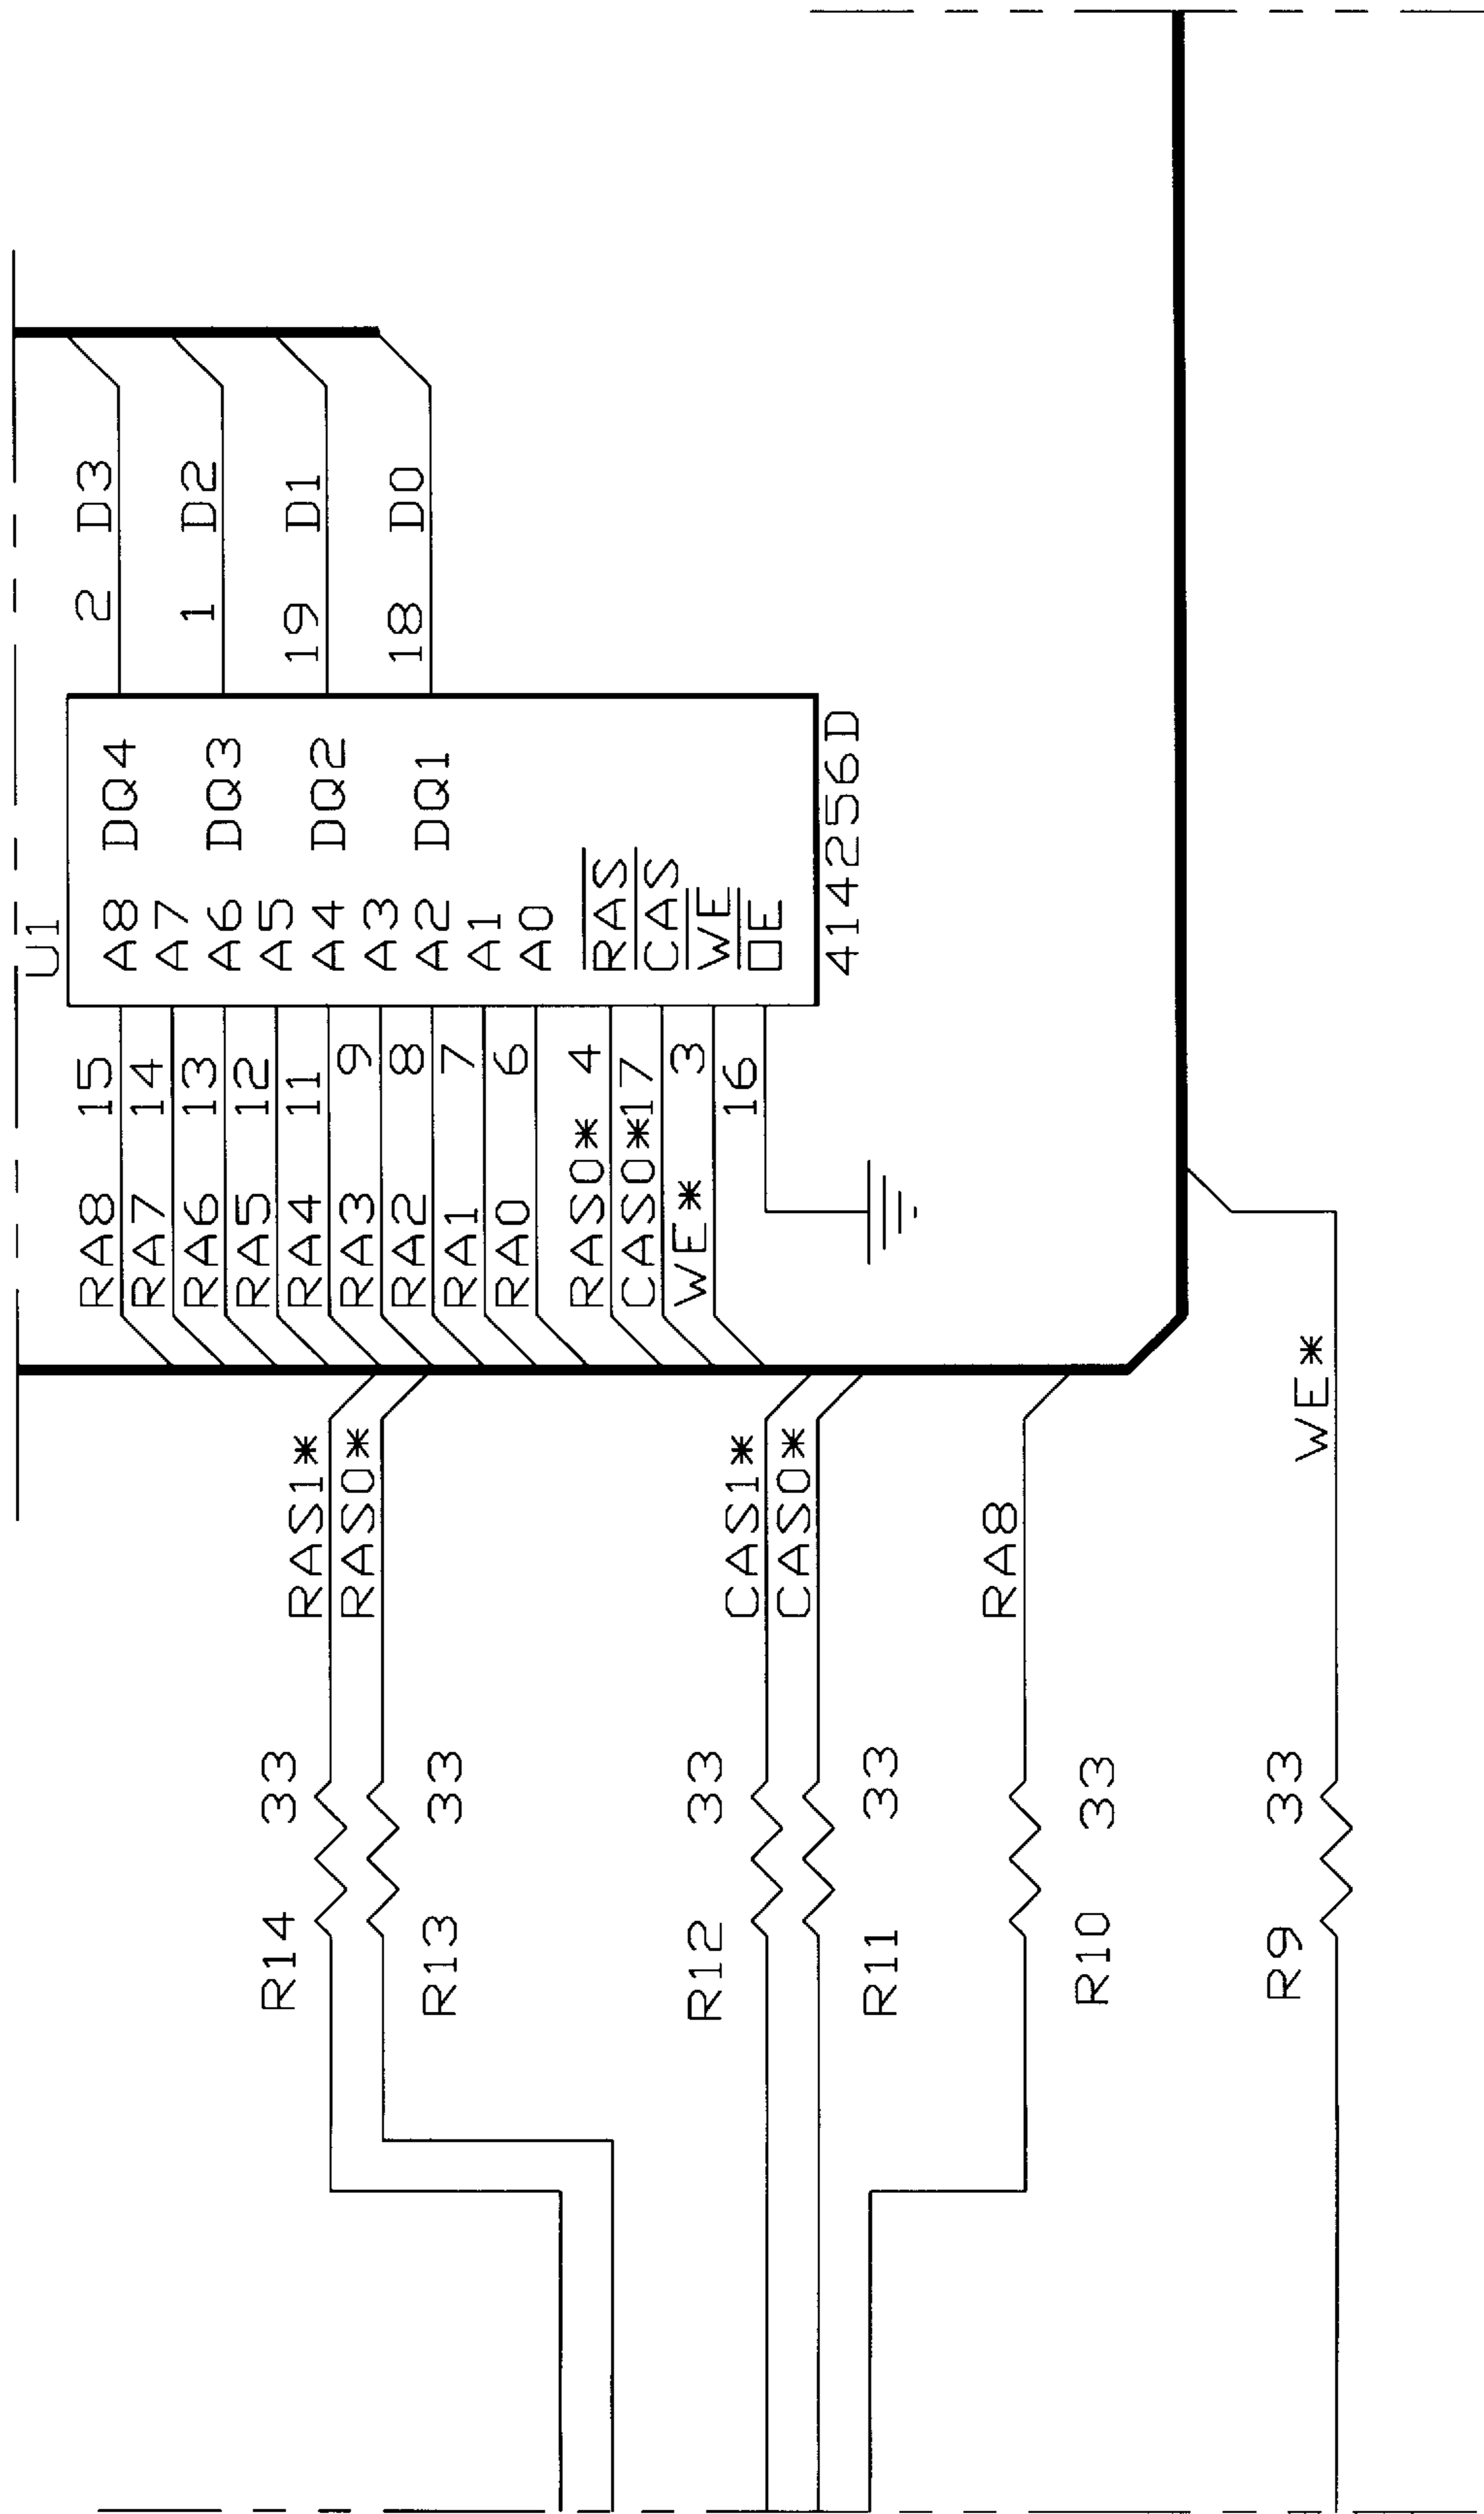 U1
RA8 15 2 D3
A8 DQ4
RA7 14
A7
RA6 13 1 D2
A6 DQ3
RA5 12
A5
RA4 11 19 D1
A4 DQ2
RA3 9
A3
RA2 8 18 D0
A2 DQ1
RA1 7
A1
RA0 6
A0
RAS0* 4
RAS
CAS0* 17
CAS
WE* 3
WE
16
OE
414256D
R14 33 RAS1*
RAS0*
R13 33
R12 33 CAS1*
CAS0*
R11 33
RA8
R10 33
R9 33 WE*